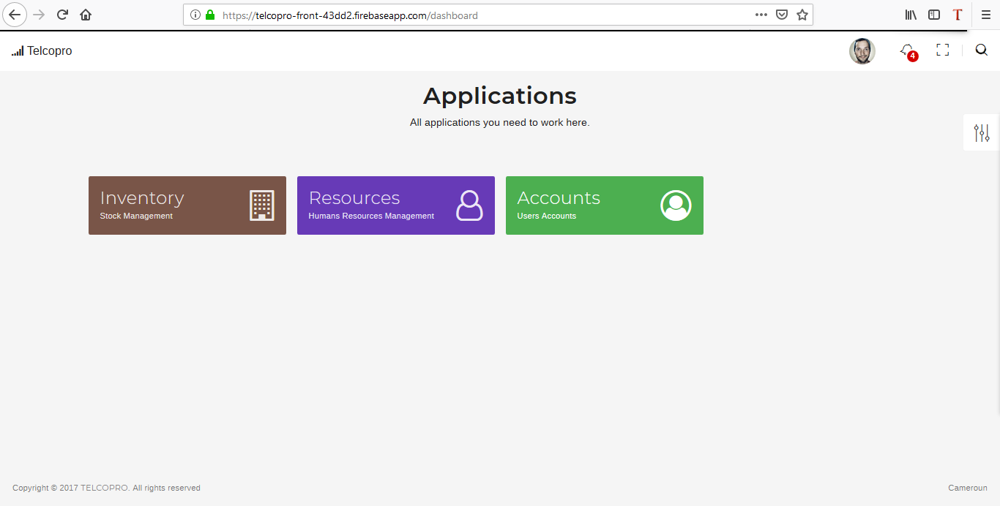 https://telcopro-front-43dd2.firebaseapp.com/dashboard
T
Telcopro
4
Applications
All applications you need to work here.
Inventory
Stock Management
Resources
Humans Resources Management
Accounts
Users Accounts
Copyright © 2017 TELCOPRO. All rights reserved
Cameroun